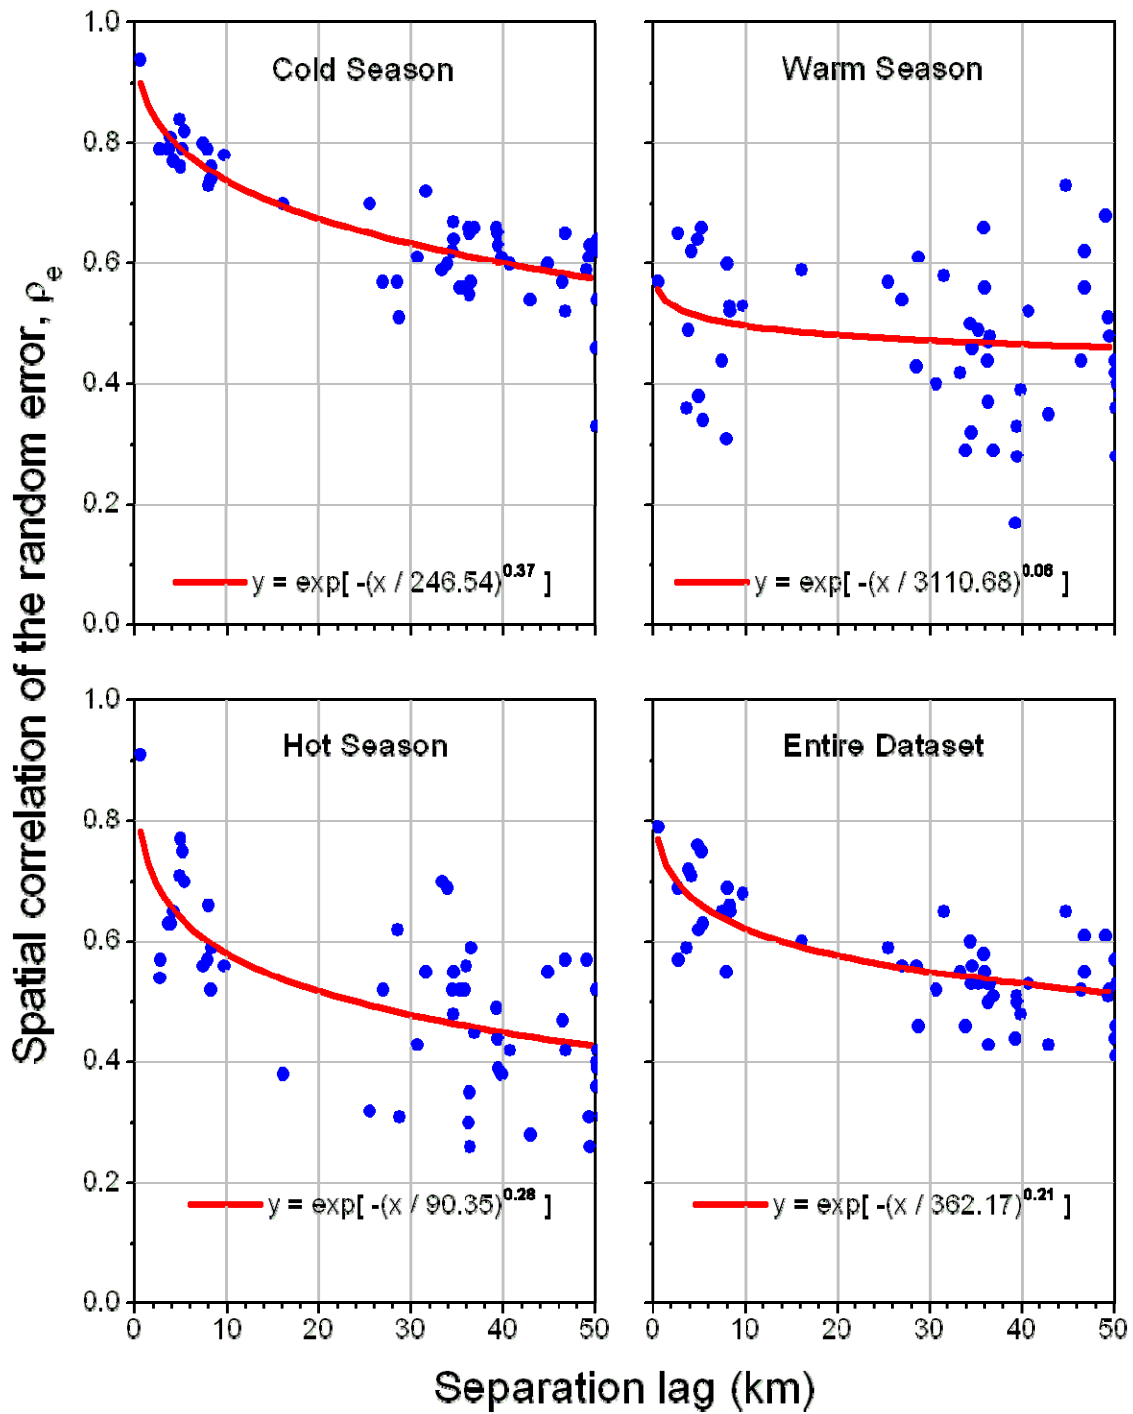 Spatial correlation of the random error, ρe
1.0
0.8
0.6
0.4
0.2
0.0
Cold Season
y = exp[ -(x / 246.54)^0.37 ]
Warm Season
y = exp[ -(x / 3110.68)^0.06 ]
1.0
0.8
0.6
0.4
0.2
0.0
Hot Season
y = exp[ -(x / 90.35)^0.28 ]
0 10 20 30 40 50
Entire Dataset
y = exp[ -(x / 362.17)^0.21 ]
0 10 20 30 40 50
Separation lag (km)